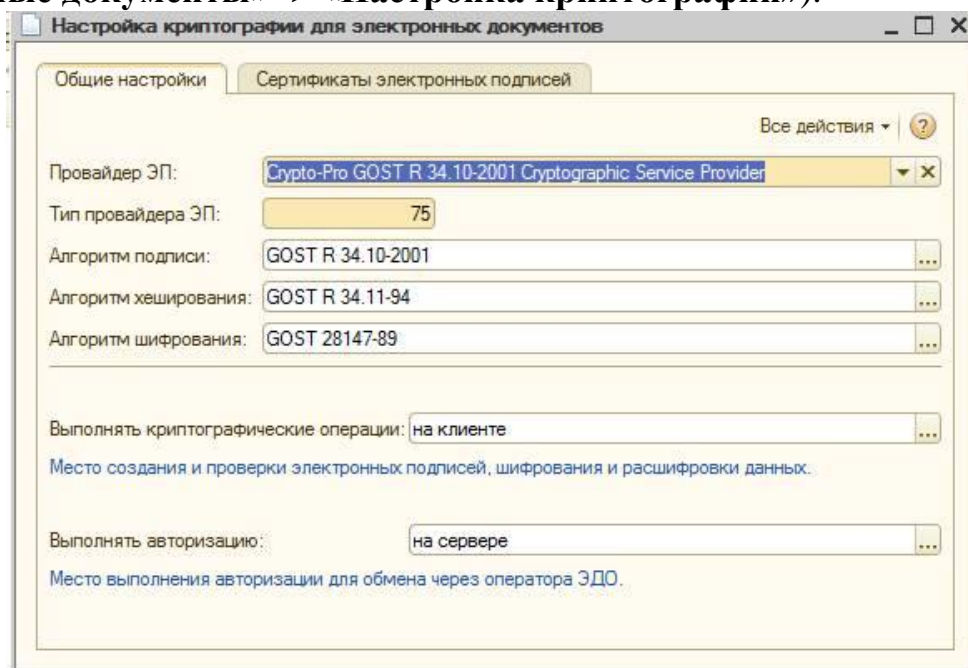 «Настройка криптографии»).
Настройка криптографии для электронных документов
Общие настройки Сертификаты электронных подписей
Все действия ?
Провайдер ЭП: Crypto-Pro GOST R 34.10-2001 Cryptographic Service Provider
Тип провайдера ЭП: 75
Алгоритм подписи: GOST R 34.10-2001 ...
Алгоритм хеширования: GOST R 34.11-94 ...
Алгоритм шифрования: GOST 28147-89 ...
Выполнять криптографические операции: на клиенте ...
Место создания и проверки электронных подписей, шифрования и расшифровки данных.
Выполнять авторизацию: на сервере ...
Место выполнения авторизации для обмена через оператора ЭДО.